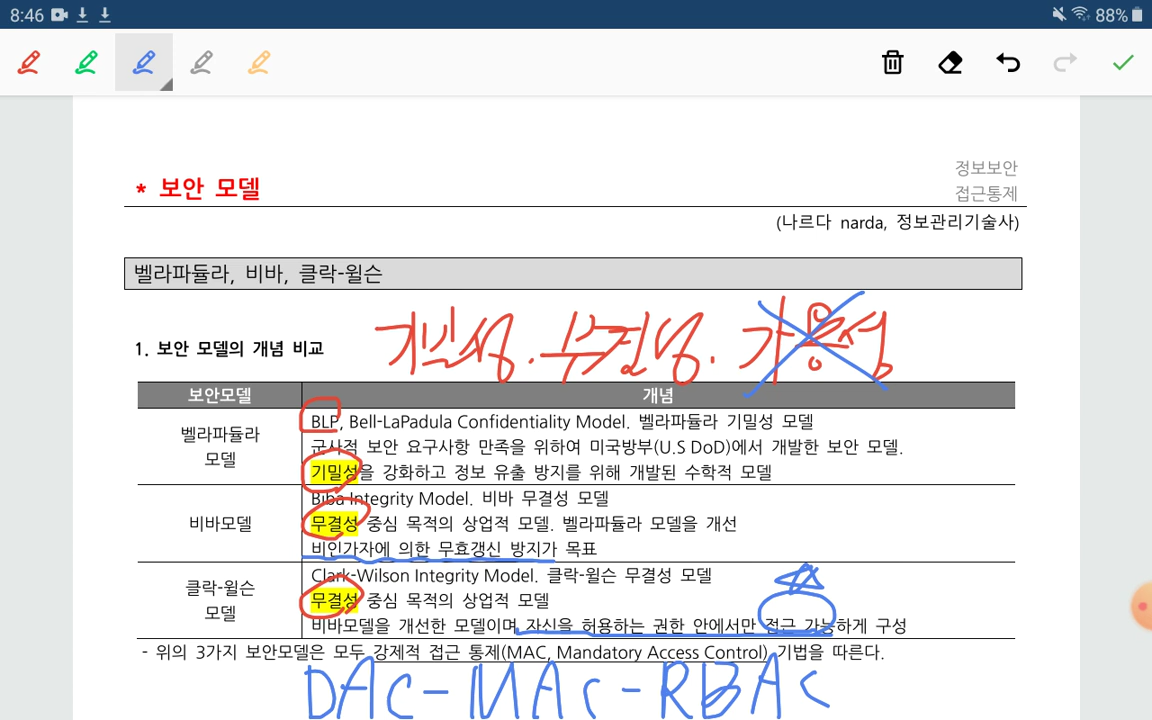 8:46
88%
* 보안 모델
정보보안
접근통제
(나르다 narda, 정보관리기술사)
벨라파듈라, 비바, 클락-윌슨
기밀성. 무결성. 가용성
1. 보안 모델의 개념 비교
보안모델 개념
벨라파듈라
모델
BLP, Bell-LaPadula Confidentiality Model. 벨라파듈라 기밀성 모델
군사적 보안 요구사항 만족을 위하여 미국방부(U.S DoD)에서 개발한 보안 모델.
기밀성을 강화하고 정보 유출 방지를 위해 개발된 수학적 모델
비바모델
Biba Integrity Model. 비바 무결성 모델
무결성 중심 목적의 상업적 모델. 벨라파듈라 모델을 개선
비인가자에 의한 무효갱신 방지가 목표
클락-윌슨
모델
Clark-Wilson Integrity Model. 클락-윌슨 무결성 모델
무결성 중심 목적의 상업적 모델
비바모델을 개선한 모델이며 자신을 허용하는 권한 안에서만 접근 가능하게 구성
- 위의 3가지 보안모델은 모두 강제적 접근 통제(MAC, Mandatory Access Control) 기법을 따른다.
DAC - MAC - RBAC